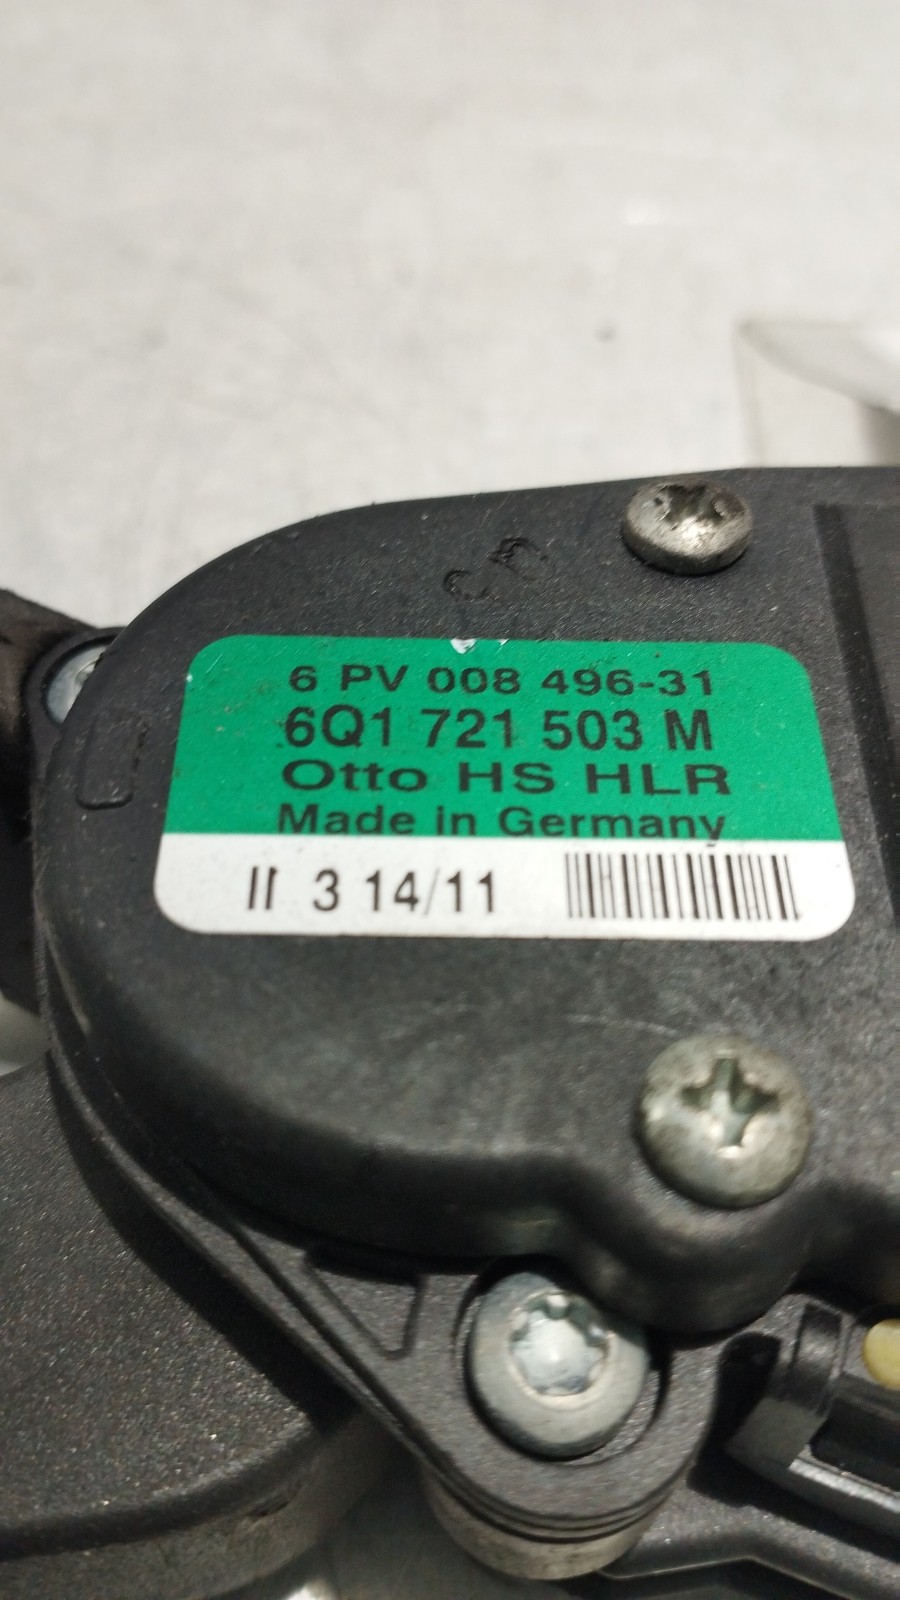 6 PV 008 496-31
6Q1 721 503 M
Otto HS HLR
Made in Germany
II 3 14/11